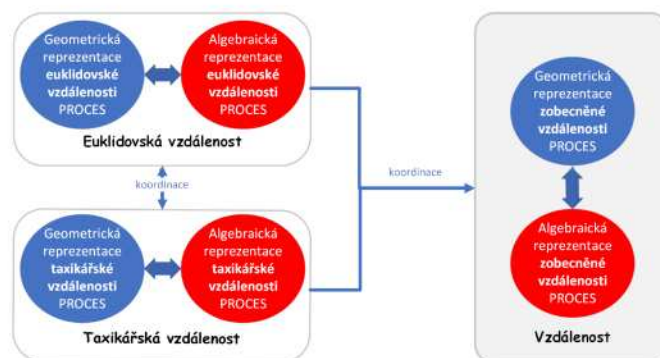 Geometrická
reprezentace
euklidovské
vzdálenosti
PROCES
Algebraická
reprezentace
euklidovské
vzdálenosti
PROCES
Euklidovská vzdálenost
koordinace
Geometrická
reprezentace
taxikářské
vzdálenosti
PROCES
Algebraická
reprezentace
taxikářské
vzdálenosti
PROCES
Taxikářská vzdálenost
koordinace
Geometrická
reprezentace
zobecněné
vzdálenosti
PROCES
Algebraická
reprezentace
zobecněné
vzdálenosti
PROCES
Vzdálenost